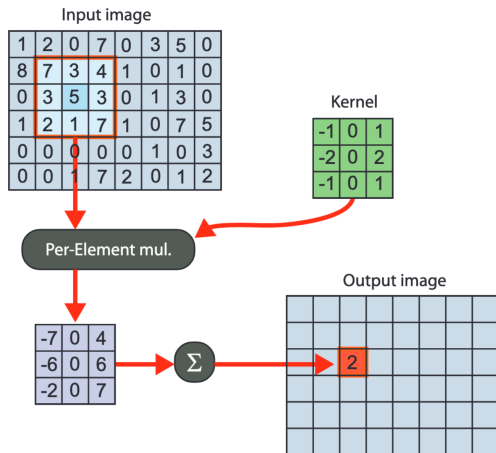 Input image
1 2 0 7 0 3 5 0
8 7 3 4 1 0 1 0
0 3 5 3 0 1 3 0
1 2 1 7 1 0 7 5
0 0 0 0 0 1 0 3
0 0 1 7 2 0 1 2
Kernel
-1 0 1
-2 0 2
-1 0 1
Per-Element mul.
Output image
-7 0 4
-6 0 6
-2 0 7
Σ
2